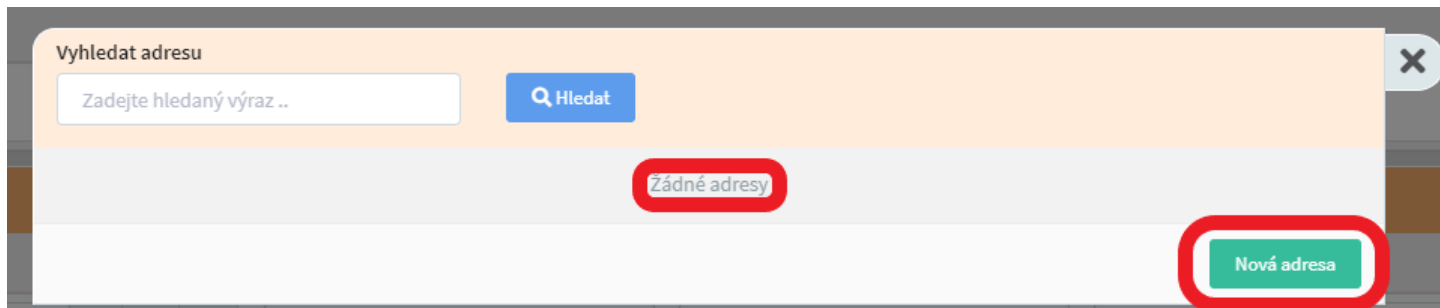 Vyhledat adresu
Zadejte hledaný výraz ..
Hledat
Žádné adresy
Nová adresa